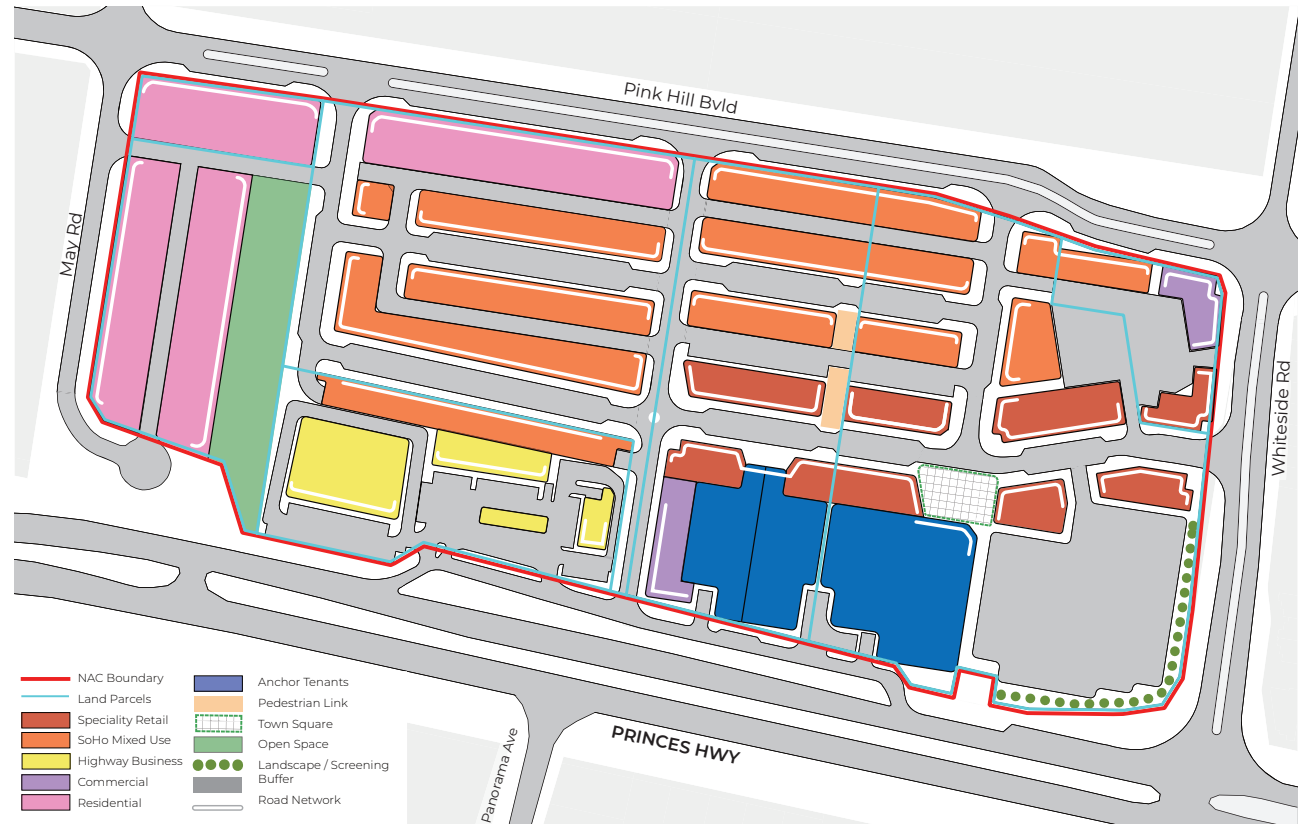 Pink Hill Bvld
May Rd
Whiteside Rd
NAC Boundary
Land Parcels
Speciality Retail
SoHo Mixed Use
Highway Business
Commercial
Residential
Anchor Tenants
Pedestrian Link
Town Square
Open Space
Landscape / Screening
Buffer
Road Network
Panorama Ave
PRINCES HWY